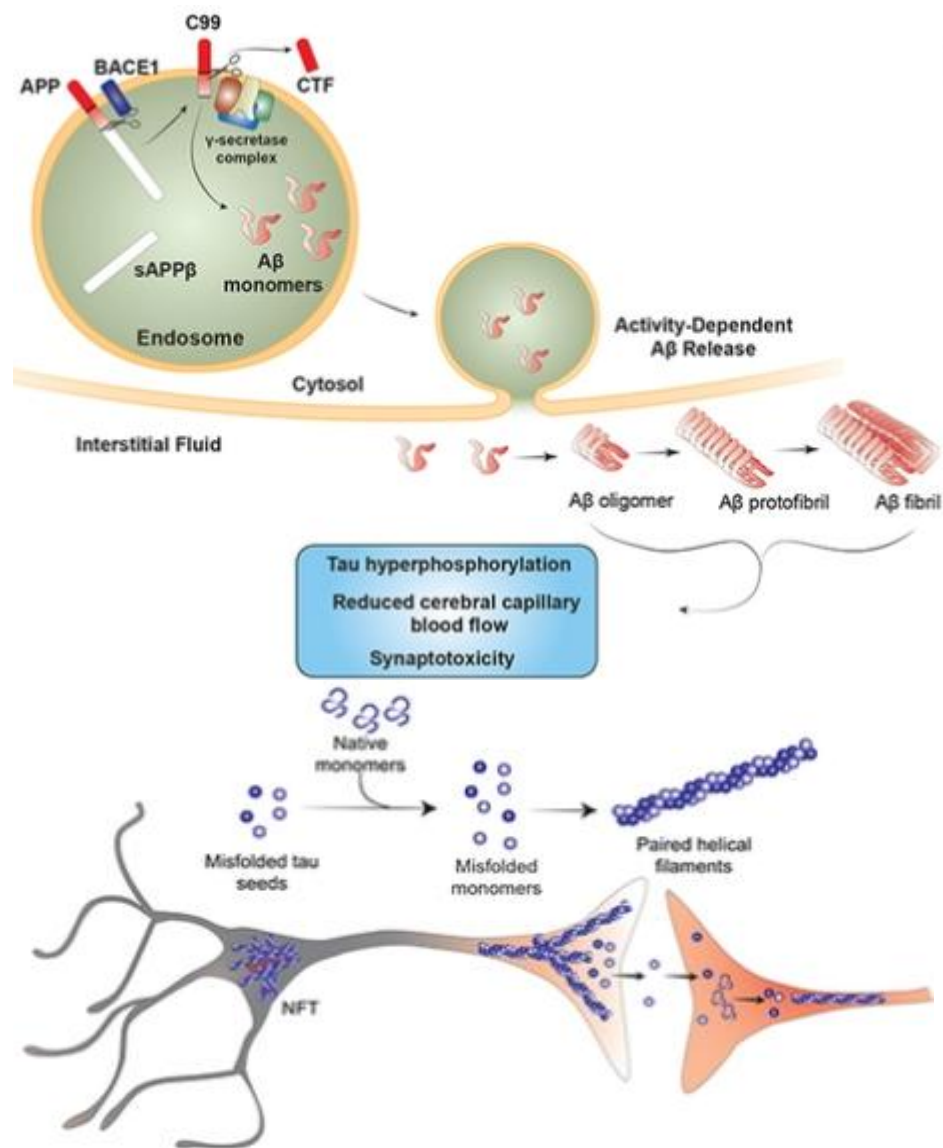 C99
APP
BACE1
CTF
γ-secretase
complex
sAPPβ
Aβ
monomers
Endosome
Activity-Dependent
Aβ Release
Cytosol
Interstitial Fluid
Aβ oligomer
Aβ protofibril
Aβ fibril
Tau hyperphosphorylation
Reduced cerebral capillary
blood flow
Synaptotoxicity
Native
monomers
Misfolded tau
seeds
Misfolded
monomers
Paired helical
filaments
NFT